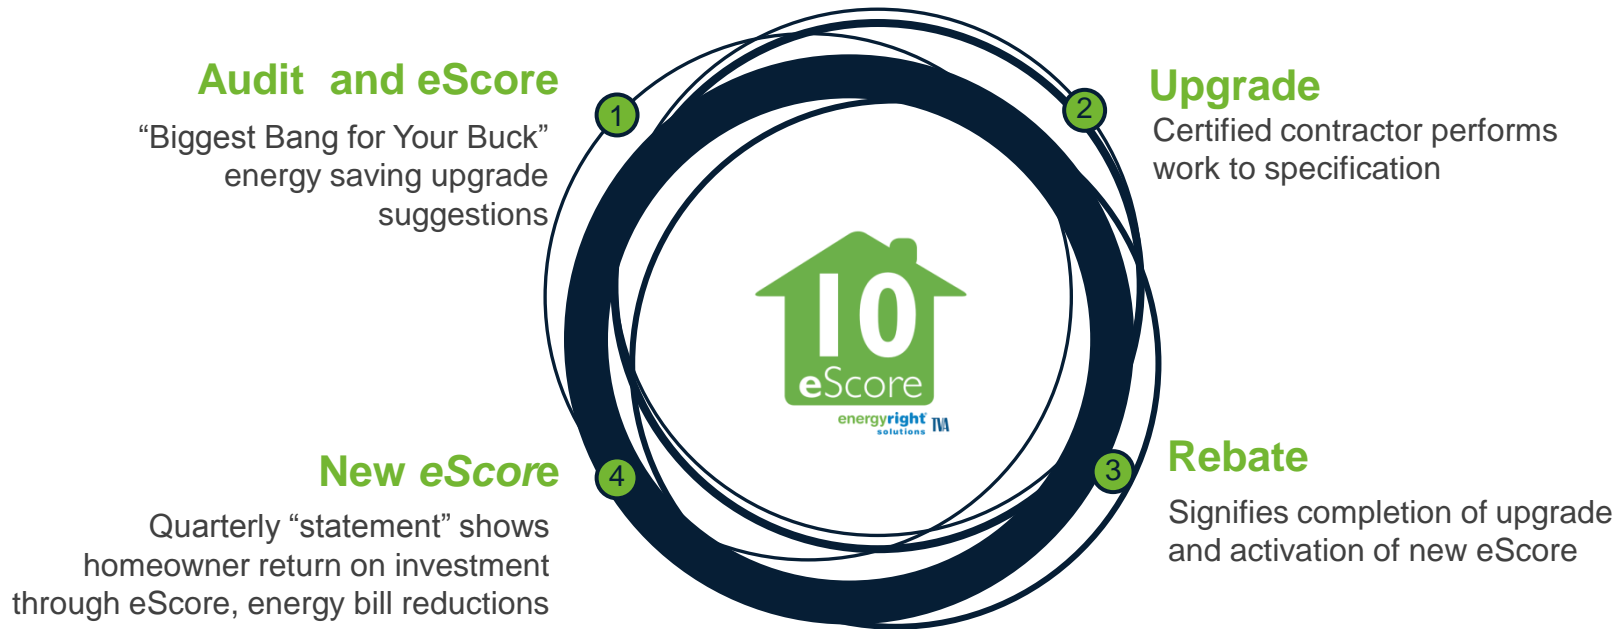 Audit  and eScore
1
“Biggest Bang for Your Buck”
energy saving upgrade
suggestions
Upgrade
2
Certified contractor performs
work to specification
10
eScore
energyright
solutions TVA
Rebate
3
Signifies completion of upgrade
and activation of new eScore
New eScore
4
Quarterly “statement” shows
homeowner return on investment
through eScore, energy bill reductions